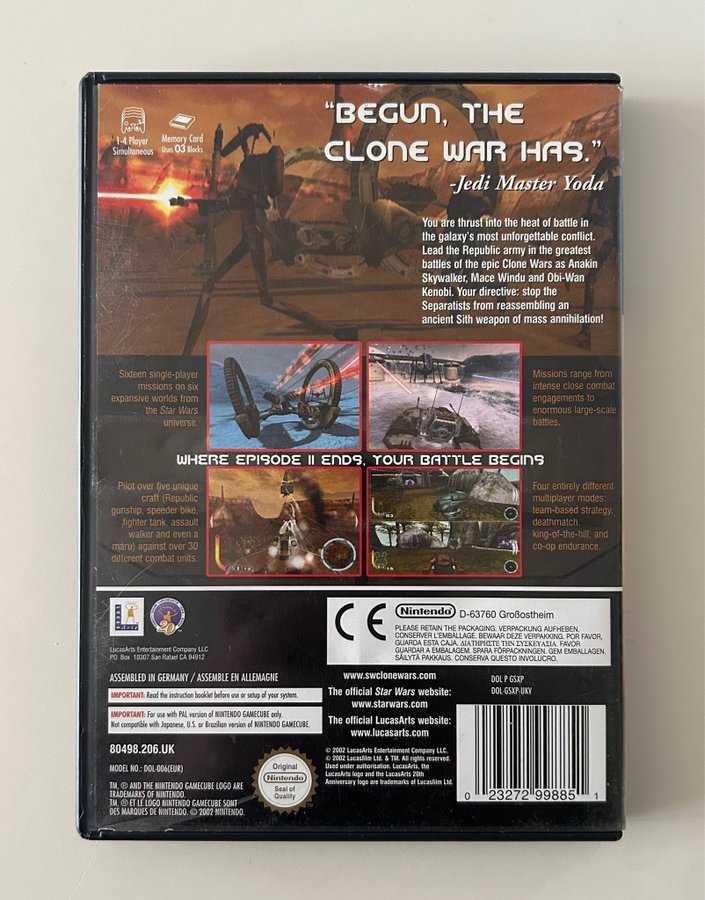 "BEGUN, THE
CLONE WAR HAS."
-Jedi Master Yoda
1-4 Player
Simultaneous
Memory Card
Uses 03 Blocks
You are thrust into the heat of battle in
the galaxy's most unforgettable conflict.
Lead the Republic army in the greatest
battles of the epic Clone Wars as Anakin
Skywalker, Mace Windu and Obi-Wan
Kenobi. Your directive: stop the
Separatists from reassembling an
ancient Sith weapon of mass annihilation!
Sixteen single-player
missions on six
expansive worlds from
the Star Wars
universe.
Missions range from
intense close combat
engagements to
enormous large-scale
battles.
WHERE EPISODE II ENDS, YOUR BATTLE BEGINS
Pilot over five unique
craft (Republic
gunship, speeder bike,
fighter tank, assault
walker and even a
maru) against over 30
different combat units.
Four entirely different
multiplayer modes:
team-based strategy,
deathmatch,
king-of-the-hill, and
co-op endurance.
LucasArts Entertainment Company LLC
P.O. Box 10307 San Rafael CA 94912
CE
Nintendo
D-63760 Großostheim
PLEASE RETAIN THE PACKAGING. VERPACKUNG AUFHEBEN.
CONSERVER L'EMBALLAGE. BEWAAR DEZE VERPAKKING. POR FAVOR,
GUARDA ESTA CAJA. ΔΙΑΤΗΡΗΣΤΕ ΤΗΝ ΣΥΣΚΕΥΑΣΙΑ. FAVOR
GUARDAR A EMBALAGEM. SPARA FÖRPACKNINGEN. GEM EMBALLAGEN.
SÄILYTÄ PAKKAUS. CONSERVA QUESTO INVOLUCRO.
ASSEMBLED IN GERMANY / ASSEMBLE EN ALLEMAGNE
IMPORTANT: Read the instruction booklet before use or setup of your system.
IMPORTANT: For use with PAL version of NINTENDO GAMECUBE only.
Not compatible with Japanese, U.S. or Brazilian version of NINTENDO GAMECUBE.
80498.206.UK
MODEL NO.: DOL-006(EUR)
TM, ® AND THE NINTENDO GAMECUBE LOGO ARE
TRADEMARKS OF NINTENDO.
TM, ® ET LE LOGO NINTENDO GAMECUBE SONT
DES MARQUES DE NINTENDO. © 2002 NINTENDO.
Original
Nintendo
Seal of
Quality
www.swclonewars.com
The official Star Wars website:
www.starwars.com
The official LucasArts website:
www.lucasarts.com
© 2002 LucasArts Entertainment Company LLC.
© 2002 Lucasfilm Ltd. & TM. All rights reserved.
Used under authorisation. LucasArts, the
LucasArts logo and the LucasArts 20th
Anniversary logo are trademarks of Lucasfilm Ltd.
DOL P GSXP
DOL-GSXP-UKV
0 23272 99885 1